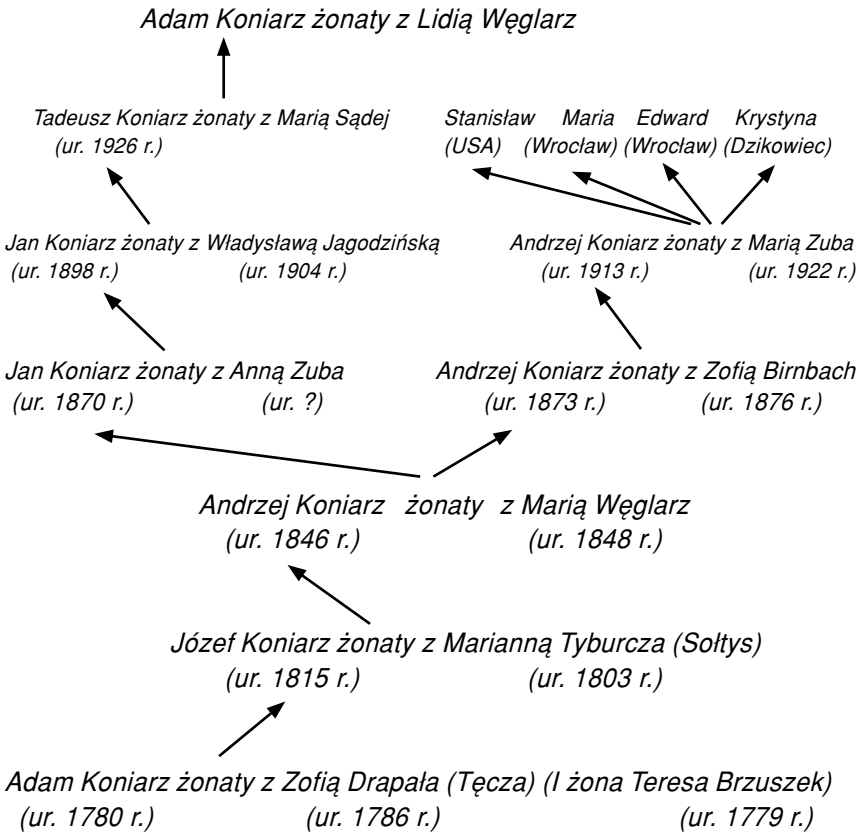 Adam Koniarz żonaty z Lidią Węglarz
Tadeusz Koniarz żonaty z Marią Sądej
(ur. 1926 r.)
Stanisław Maria Edward Krystyna
(USA) (Wrocław) (Wrocław) (Dzikowiec)
Jan Koniarz żonaty z Władysławą Jagodzińską
(ur. 1898 r.) (ur. 1904 r.)
Andrzej Koniarz żonaty z Marią Zuba
(ur. 1913 r.) (ur. 1922 r.)
Jan Koniarz żonaty z Anną Zuba
(ur. 1870 r.) (ur. ?)
Andrzej Koniarz żonaty z Zofią Birnbach
(ur. 1873 r.) (ur. 1876 r.)
Andrzej Koniarz żonaty z Marią Węglarz
(ur. 1846 r.) (ur. 1848 r.)
Józef Koniarz żonaty z Marianną Tyburcza (Sołtys)
(ur. 1815 r.) (ur. 1803 r.)
Adam Koniarz żonaty z Zofią Drapała (Tęcza) (I żona Teresa Brzuszek)
(ur. 1780 r.) (ur. 1786 r.) (ur. 1779 r.)